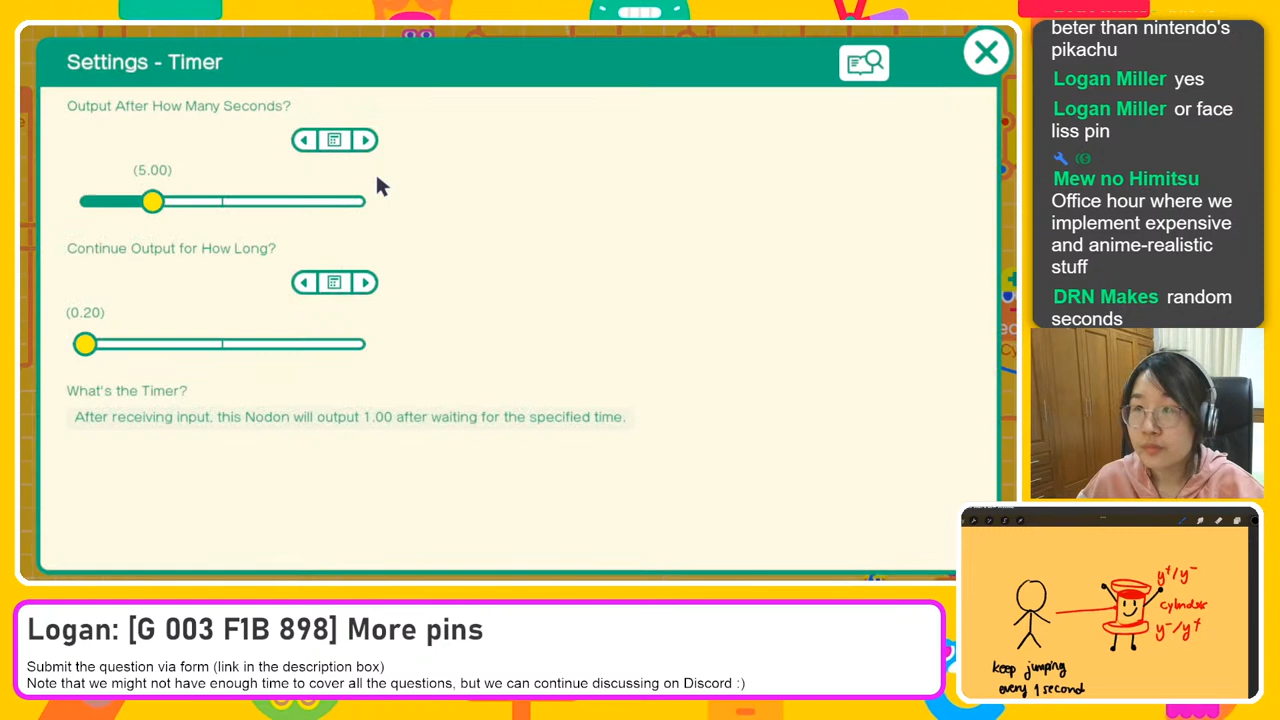 Settings - Timer
Output After How Many Seconds?
(5.00)
Continue Output for How Long?
(0.20)
What's the Timer?
After receiving input, this Nodon will output 1.00 after waiting for the specified time.
beter than nintendo's
pikachu
Logan Miller yes
Logan Miller or face
liss pin
Mew no Himitsu
Office hour where we
implement expensive
and anime-realistic
stuff
DRN Makes random
seconds
y+/y-
cylinder
y-/y+
keep jumping
every 1 second
Logan: [G 003 F1B 898] More pins
Submit the question via form (link in the description box)
Note that we might not have enough time to cover all the questions, but we can continue discussing on Discord :)